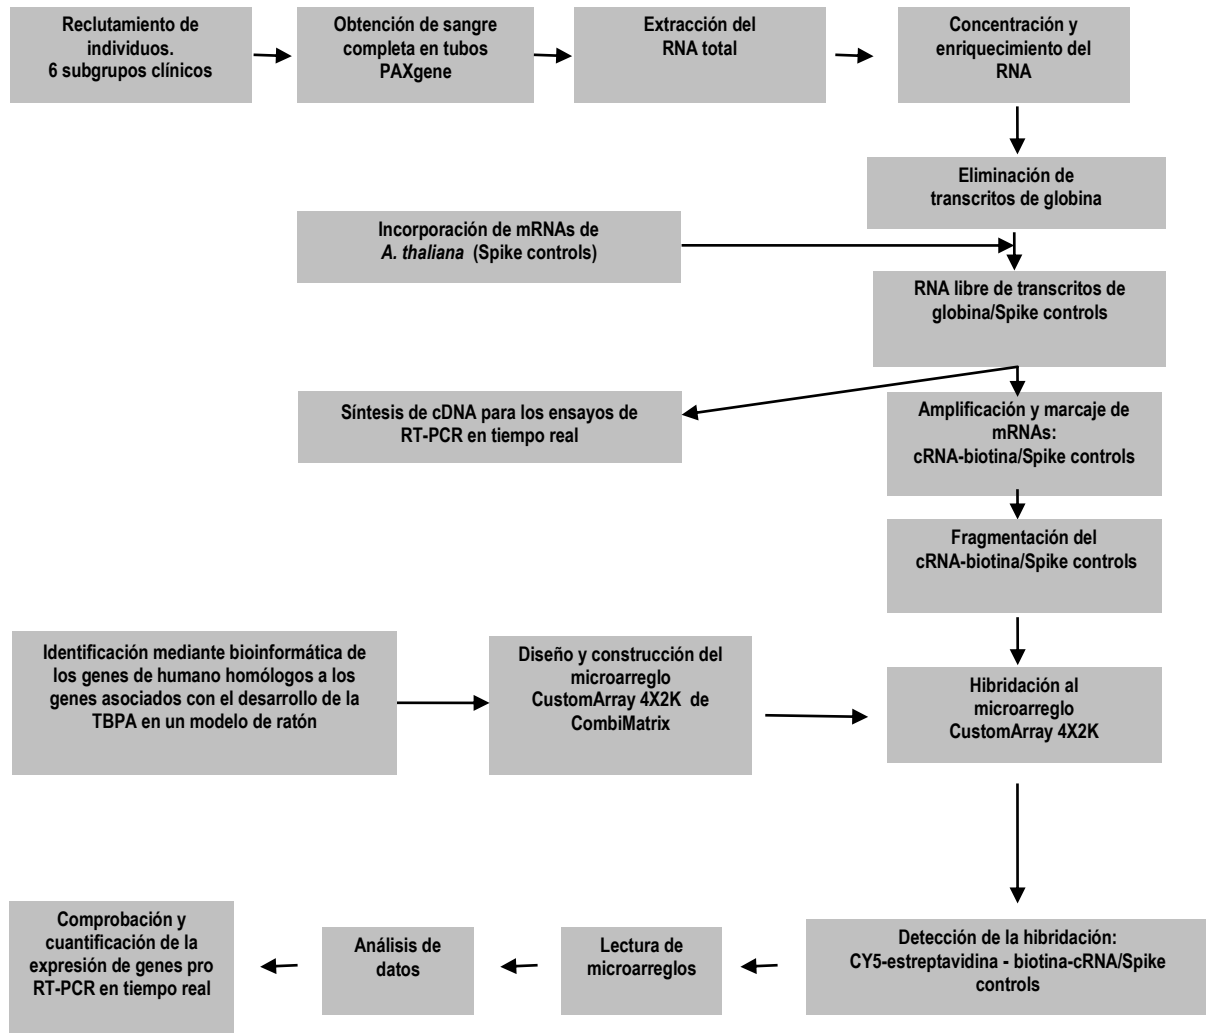 Reclutamiento de
individuos.
6 subgrupos clínicos
Obtención de sangre
completa en tubos
PAXgene
Extracción del
RNA total
Concentración y
enriquecimiento del
RNA
Eliminación de
transcritos de globina
Incorporación de mRNAs de
A. thaliana (Spike controls)
RNA libre de transcritos de
globina/Spike controls
Síntesis de cDNA para los ensayos de
RT-PCR en tiempo real
Amplificación y marcaje de
mRNAs:
cRNA-biotina/Spike controls
Fragmentación del
cRNA-biotina/Spike controls
Identificación mediante bioinformática de
los genes de humano homólogos a los
genes asociados con el desarrollo de la
TBPA en un modelo de ratón
Diseño y construcción del
microarreglo
CustomArray 4X2K de
CombiMatrix
Hibridación al
microarreglo
CustomArray 4X2K
Comprobación y
cuantificación de la
expresión de genes pro
RT-PCR en tiempo real
Análisis de
datos
Lectura de
microarreglos
Detección de la hibridación:
CY5-estreptavidina - biotina-cRNA/Spike
controls